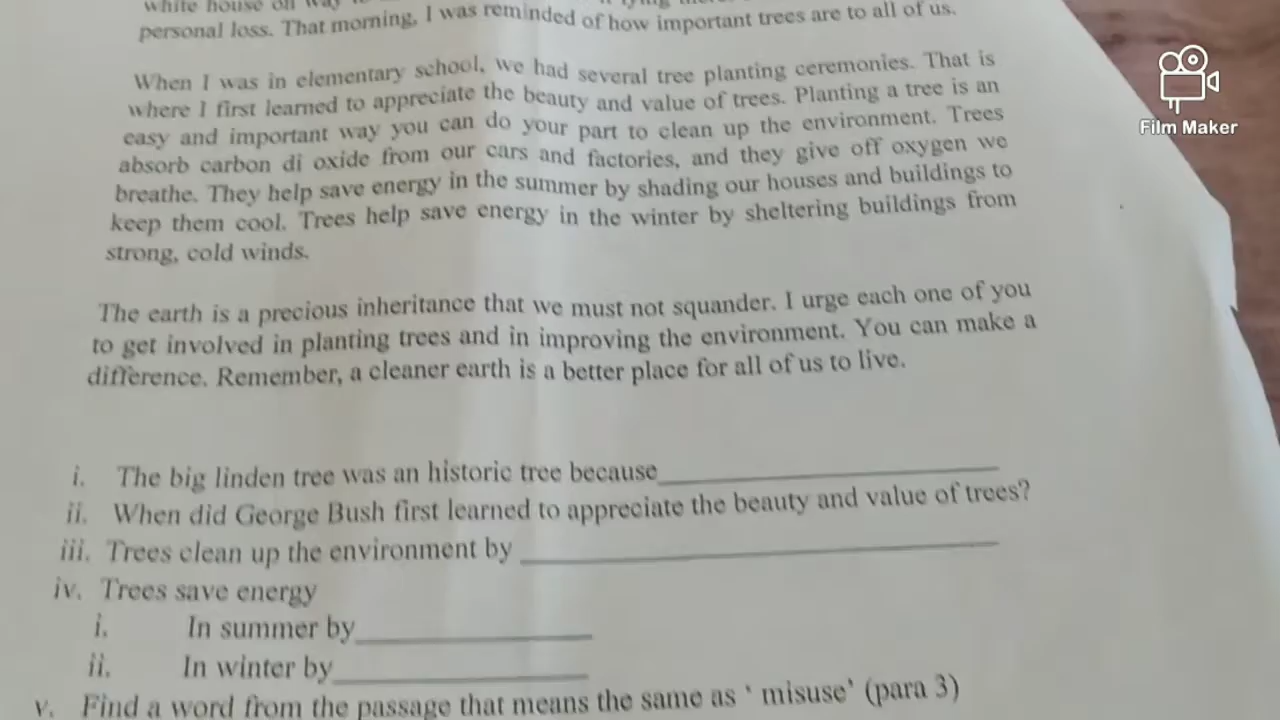 white house on way
personal loss. That morning, I was reminded of how important trees are to all of us.
When I was in elementary school, we had several tree planting ceremonies. That is
where I first learned to appreciate the beauty and value of trees. Planting a tree is an
easy and important way you can do your part to clean up the environment. Trees
absorb carbon di oxide from our cars and factories, and they give off oxygen we
breathe. They help save energy in the summer by shading our houses and buildings to
keep them cool. Trees help save energy in the winter by sheltering buildings from
strong, cold winds.
The earth is a precious inheritance that we must not squander. I urge each one of you
to get involved in planting trees and in improving the environment. You can make a
difference. Remember, a cleaner earth is a better place for all of us to live.
i. The big linden tree was an historic tree because
ii. When did George Bush first learned to appreciate the beauty and value of trees?
iii. Trees clean up the environment by
iv. Trees save energy
i. In summer by
ii. In winter by
v. Find a word from the passage that means the same as ‘ misuse’ (para 3)
Film Maker